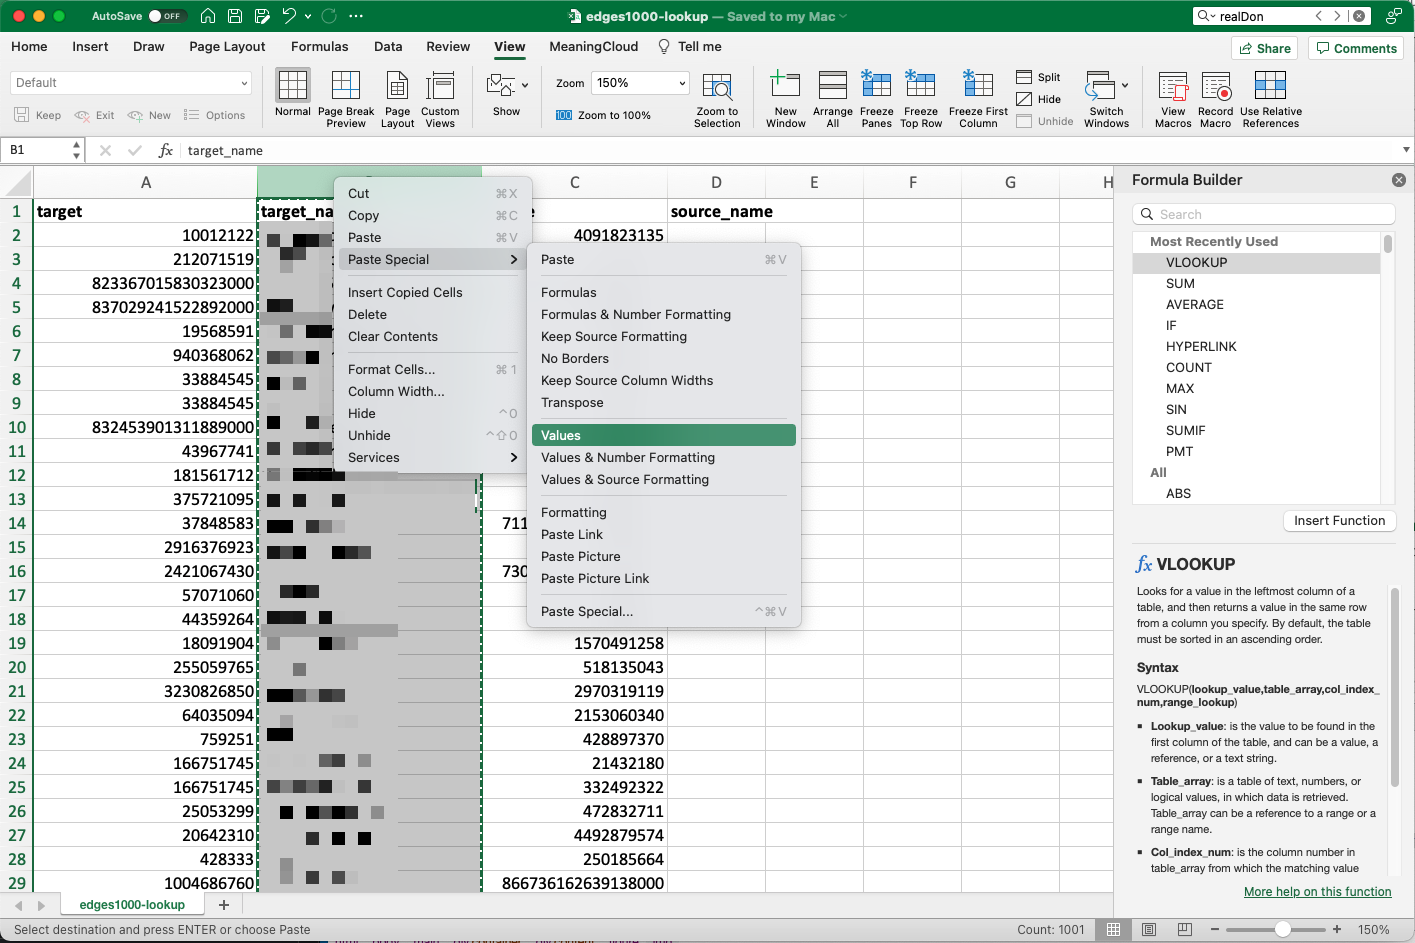 AutoSave OFF
edges1000-lookup — Saved to my Mac
realDon
Home Insert Draw Page Layout Formulas Data Review View MeaningCloud Tell me
Share Comments
Default
Keep Exit New Options
Normal Page Break Preview Page Layout Custom Views
Show
Zoom 150%
100 Zoom to 100%
Zoom to Selection
New Window Arrange All Freeze Panes Freeze Top Row Freeze First Column
Split
Hide
Unhide
Switch Windows
View Macros Record Macro Use Relative References
B1 fx target_name
A C D E F G H
1 target target_na source_name
2 10012122 4091823135
3 212071519
4 823367015830323000
5 837029241522892000
6 19568591
7 940368062
8 33884545
9 33884545
10 832453901311889000
11 43967741
12 181561712
13 375721095
14 37848583 711
15 2916376923
16 2421067430 730
17 57071060
18 44359264
19 18091904 1570491258
20 255059765 518135043
21 3230826850 2970319119
22 64035094 2153060340
23 759251 428897370
24 166751745 21432180
25 166751745 332492322
26 25053299 472832711
27 20642310 4492879574
28 428333 250185664
29 1004686760 866736162639138000
Cut ⌘X
Copy ⌘C
Paste ⌘V
Paste Special
Insert Copied Cells
Delete
Clear Contents
Format Cells... ⌘1
Column Width...
Hide ^0
Unhide ^⇧0
Services
Paste ⌘V
Formulas
Formulas & Number Formatting
Keep Source Formatting
No Borders
Keep Source Column Widths
Transpose
Values
Values & Number Formatting
Values & Source Formatting
Formatting
Paste Link
Paste Picture
Paste Picture Link
Paste Special... ^⌘V
Formula Builder
Search
Most Recently Used
VLOOKUP
SUM
AVERAGE
IF
HYPERLINK
COUNT
MAX
SIN
SUMIF
PMT
All
ABS
Insert Function
fx VLOOKUP
Looks for a value in the leftmost column of a
table, and then returns a value in the same row
from a column you specify. By default, the table
must be sorted in an ascending order.
Syntax
VLOOKUP(lookup_value,table_array,col_index_
num,range_lookup)
Lookup_value: is the value to be found in the
first column of the table, and can be a value, a
reference, or a text string.
Table_array: is a table of text, numbers, or
logical values, in which data is retrieved.
Table_array can be a reference to a range or a
range name.
Col_index_num: is the column number in
table_array from which the matching value
More help on this function
edges1000-lookup +
Select destination and press ENTER or choose Paste
Count: 1001
150%